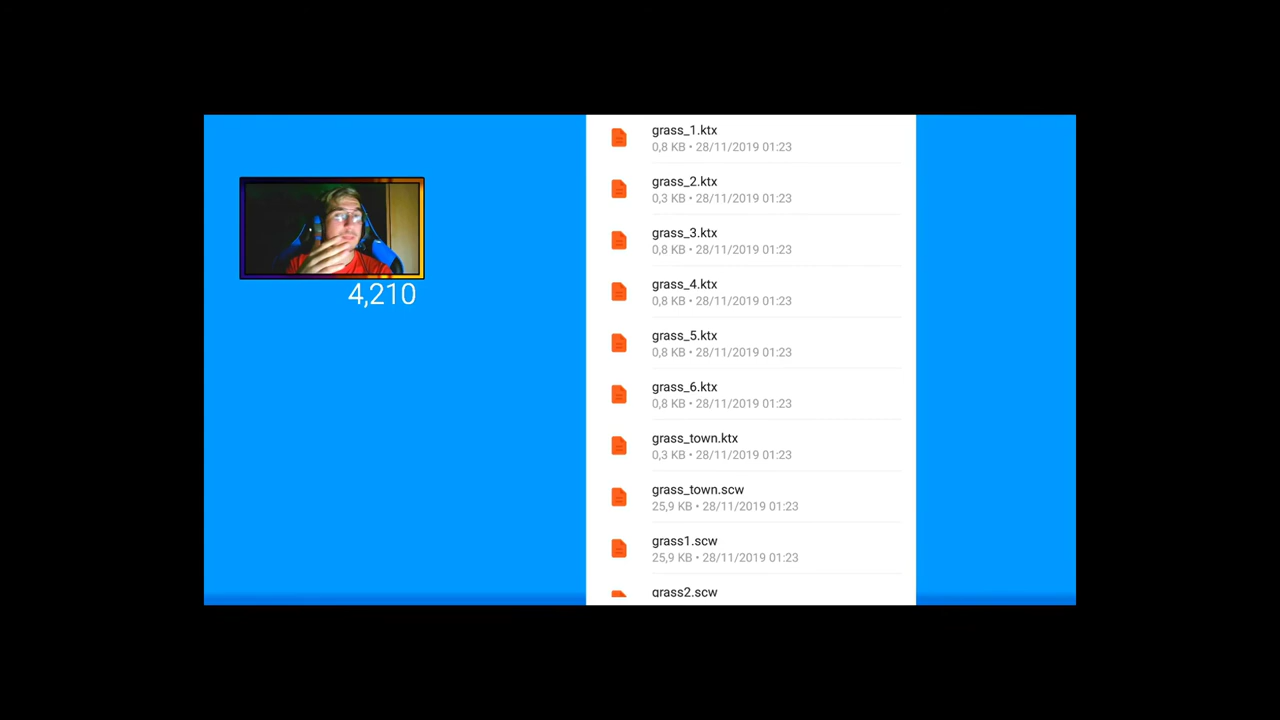 4,210
grass_1.ktx
0,8 KB • 28/11/2019 01:23
grass_2.ktx
0,3 KB • 28/11/2019 01:23
grass_3.ktx
0,8 KB • 28/11/2019 01:23
grass_4.ktx
0,8 KB • 28/11/2019 01:23
grass_5.ktx
0,8 KB • 28/11/2019 01:23
grass_6.ktx
0,8 KB • 28/11/2019 01:23
grass_town.ktx
0,3 KB • 28/11/2019 01:23
grass_town.scw
25,9 KB • 28/11/2019 01:23
grass1.scw
25,9 KB • 28/11/2019 01:23
grass2.scw